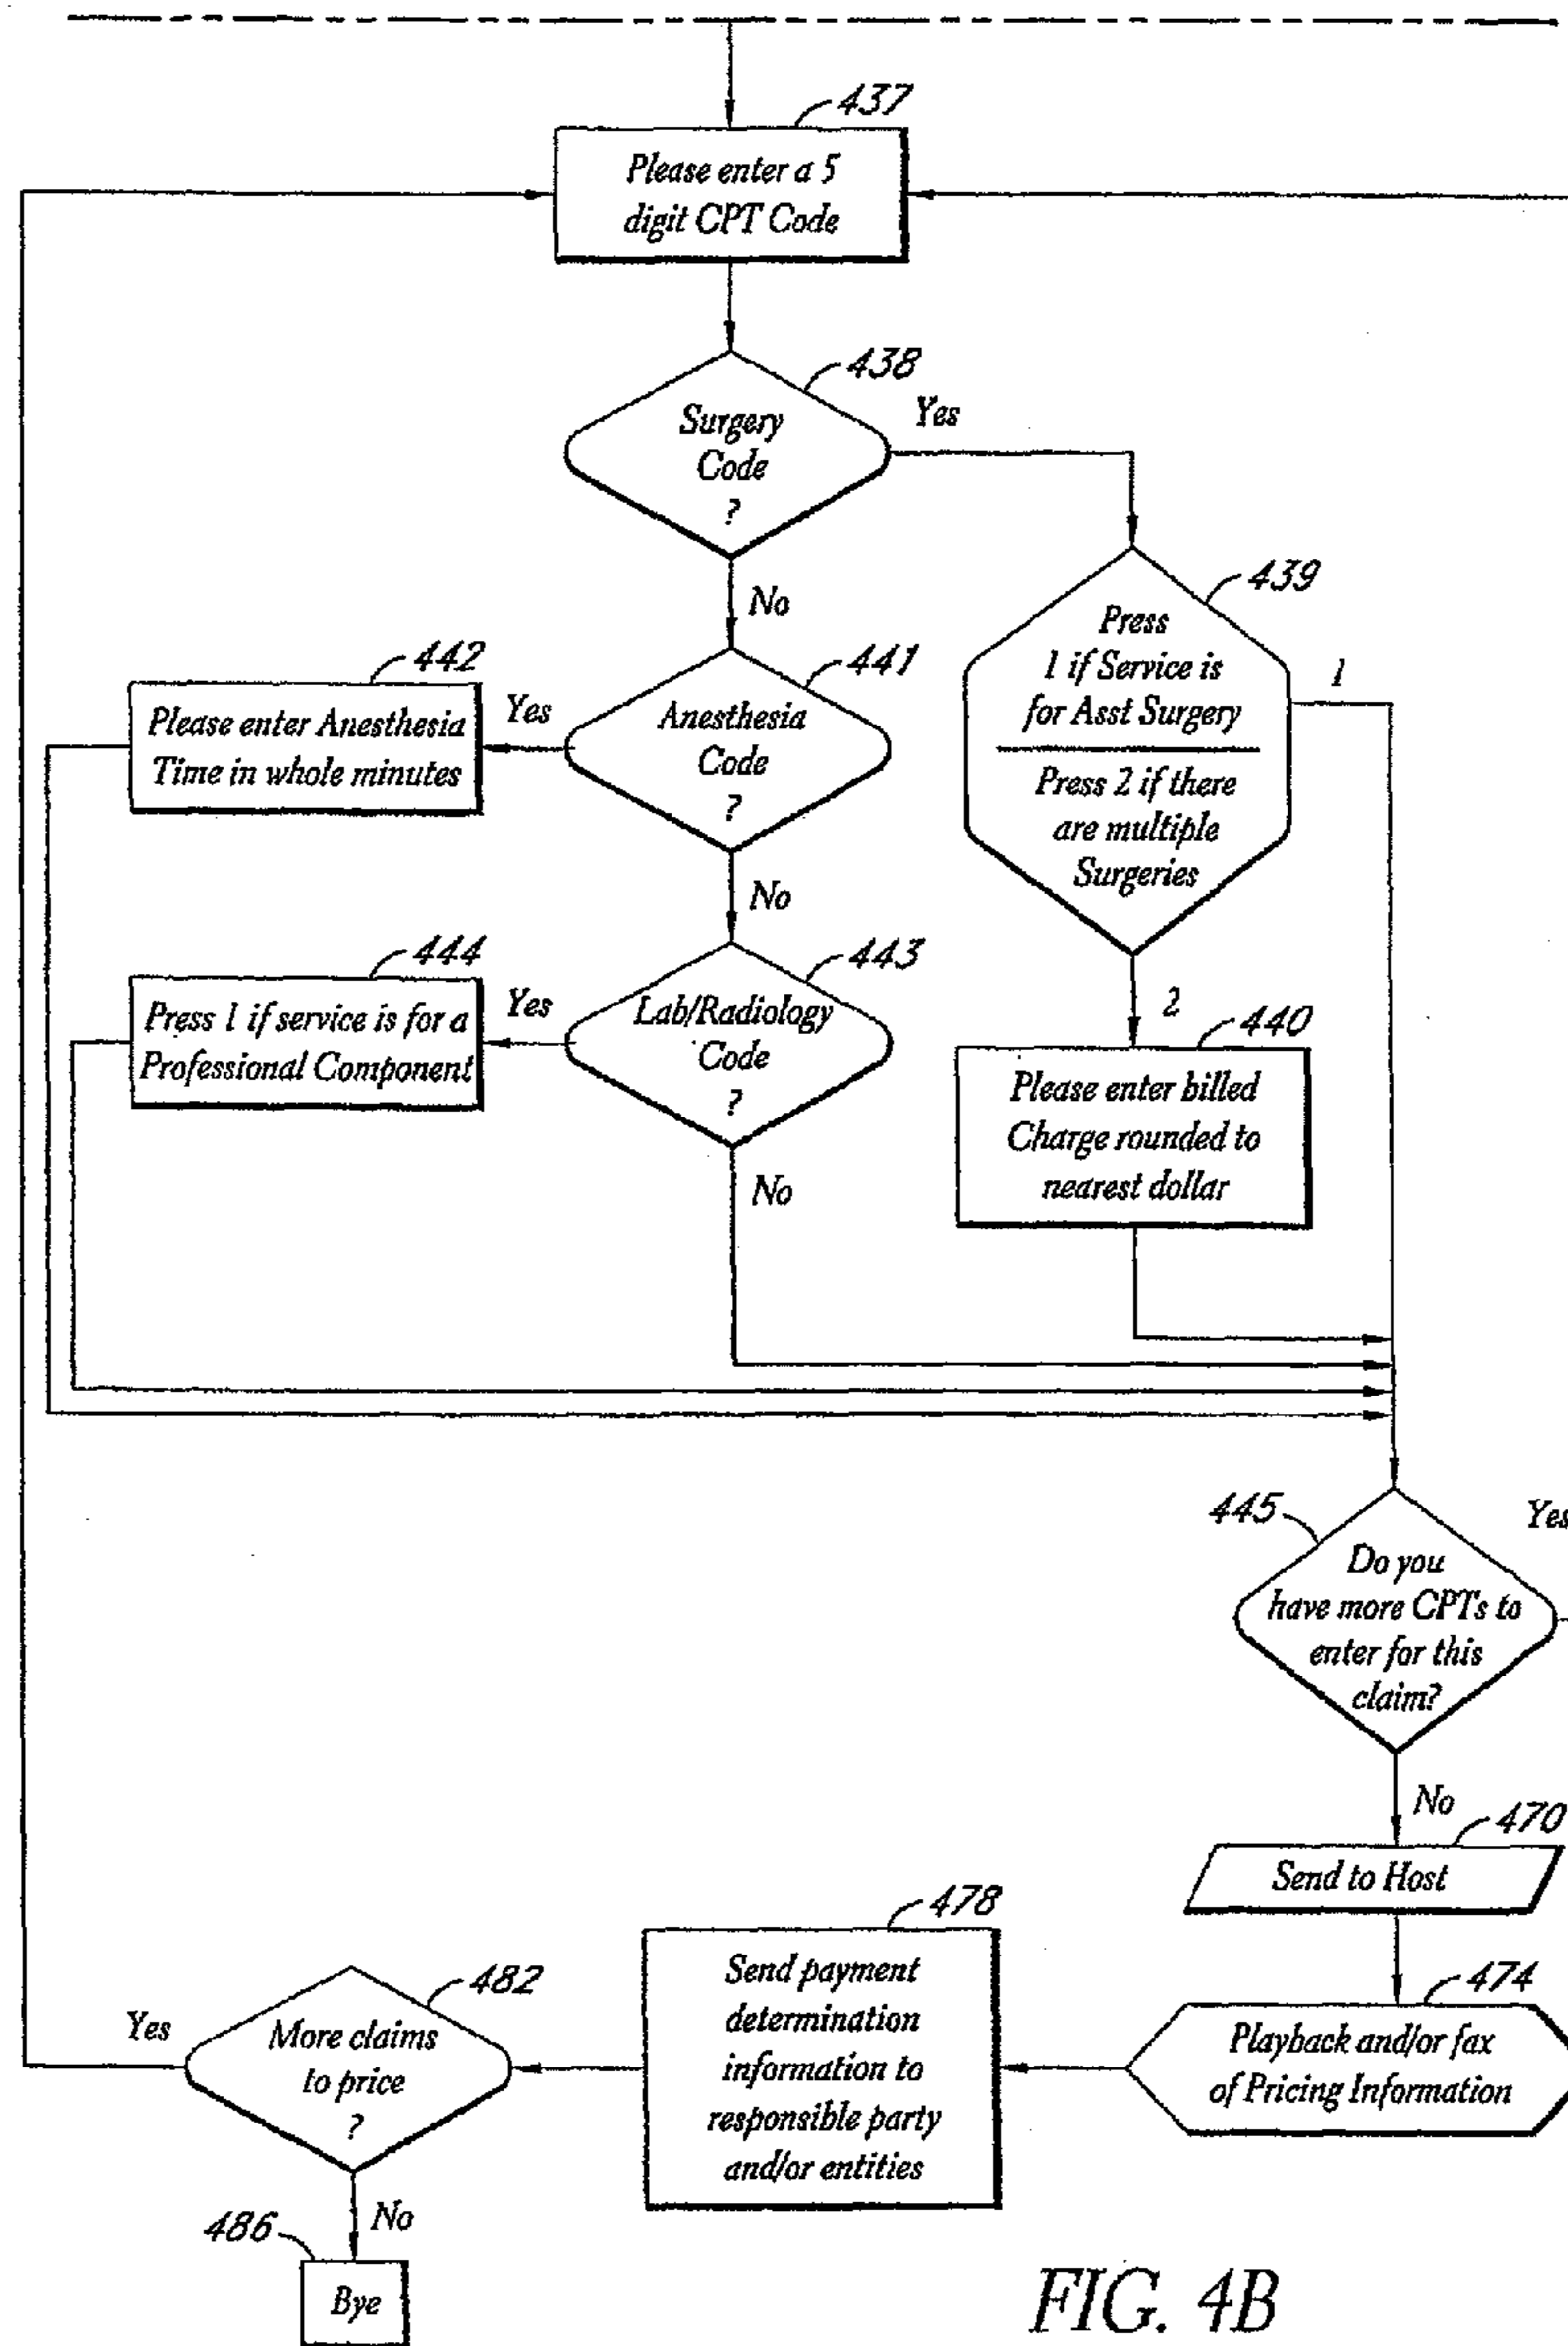 437
Please enter a 5
digit CPT Code
438
Surgery
Code
?
Yes
No
439
Press
1 if Service is
for Asst Surgery
Press 2 if there
are multiple
Surgeries
1
2
442
Please enter Anesthesia
Time in whole minutes
Yes
441
Anesthesia
Code
?
No
444
Press 1 if service is for a
Professional Component
Yes
443
Lab/Radiology
Code
?
No
440
Please enter billed
Charge rounded to
nearest dollar
445
Do you
have more CPTs to
enter for this
claim?
Yes
No
470
Send to Host
474
Playback and/or fax
of Pricing Information
478
Send payment
determination
information to
responsible party
and/or entities
482
More claims
to price
?
Yes
No
486
Bye
FIG. 4B